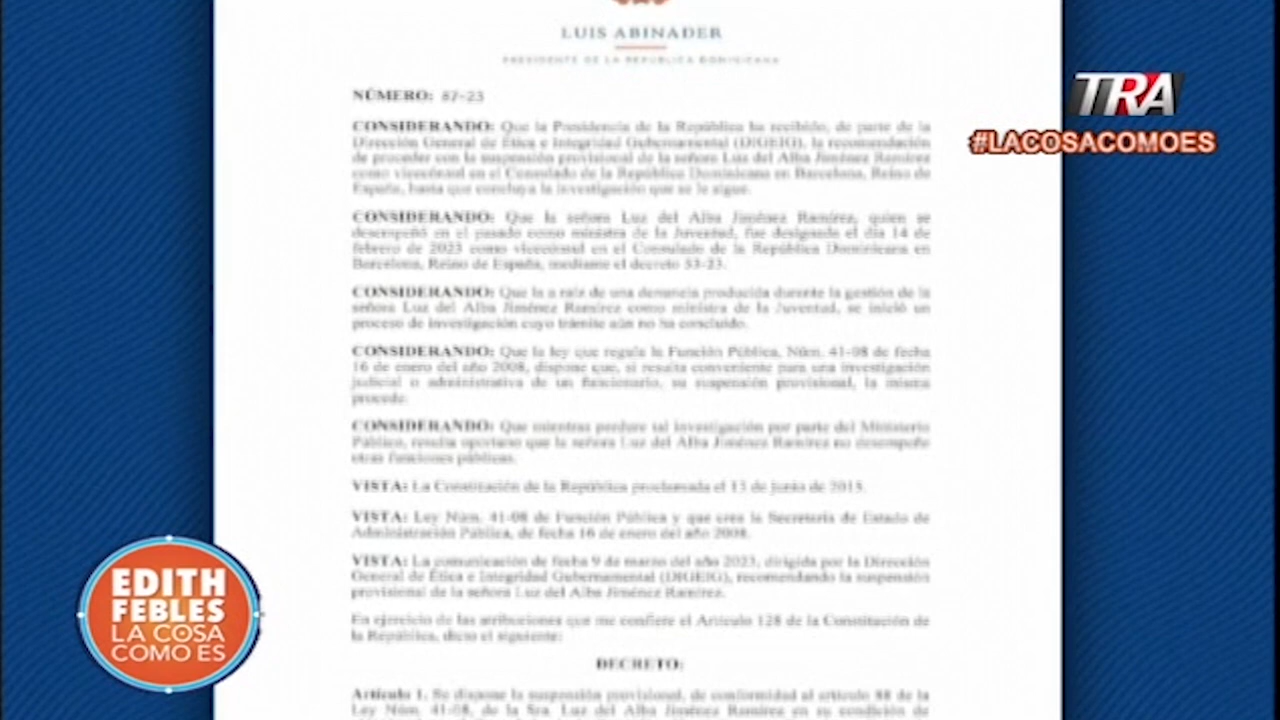 LUIS ABINADER
PRESIDENTE DE LA REPÚBLICA DOMINICANA
NÚMERO: 87-23
TRA
#LACOSACOMOES
CONSIDERANDO: Que la Presidencia de la República ha recibido, de parte de la
Dirección General de Ética e Integridad Gubernamental (DIGEIG), la recomendación
de proceder con la suspensión provisional de la señora Luz del Alba Jiménez Ramírez
como vicecónsul en el Consulado de la República Dominicana en Barcelona, Reino de
España, hasta que concluya la investigación que se le sigue.
CONSIDERANDO: Que la señora Luz del Alba Jiménez Ramírez, quien se
desempeñó en el pasado como ministra de la Juventud, fue designada el día 14 de
febrero de 2023 como vicecónsul en el Consulado de la República Dominicana en
Barcelona, Reino de España, mediante el decreto 53-23.
CONSIDERANDO: Que la a raíz de una denuncia producida durante la gestión de la
señora Luz del Alba Jiménez Ramírez como ministra de la Juventud, se inició un
proceso de investigación cuyo trámite aún no ha concluido.
CONSIDERANDO: Que la ley que regula la Función Pública, Núm. 41-08 de fecha
16 de enero del año 2008, dispone que, si resulta conveniente para una investigación
judicial o administrativa de un funcionario, su suspensión provisional, la misma
procede.
CONSIDERANDO: Que mientras perdure tal investigación por parte del Ministerio
Público, resulta oportuno que la señora Luz del Alba Jiménez Ramírez no desempeñe
otras funciones públicas.
VISTA: La Constitución de la República proclamada el 13 de junio de 2015.
VISTA: Ley Núm. 41-08 de Función Pública y que crea la Secretaría de Estado de
Administración Pública, de fecha 16 de enero del año 2008.
VISTA: La comunicación de fecha 9 de marzo del año 2023, dirigida por la Dirección
General de Ética e Integridad Gubernamental (DIGEIG), recomendando la suspensión
provisional de la señora Luz del Alba Jiménez Ramírez.
En ejercicio de las atribuciones que me confiere el Artículo 128 de la Constitución de
la República, dicto el siguiente:
DECRETO:
Artículo 1. Se dispone la suspensión provisional, de conformidad al artículo 88 de la
Ley Núm. 41-08, de la Sra. Luz del Alba Jiménez Ramírez en su condición de
EDITH
FEBLES
LA COSA
COMO ES